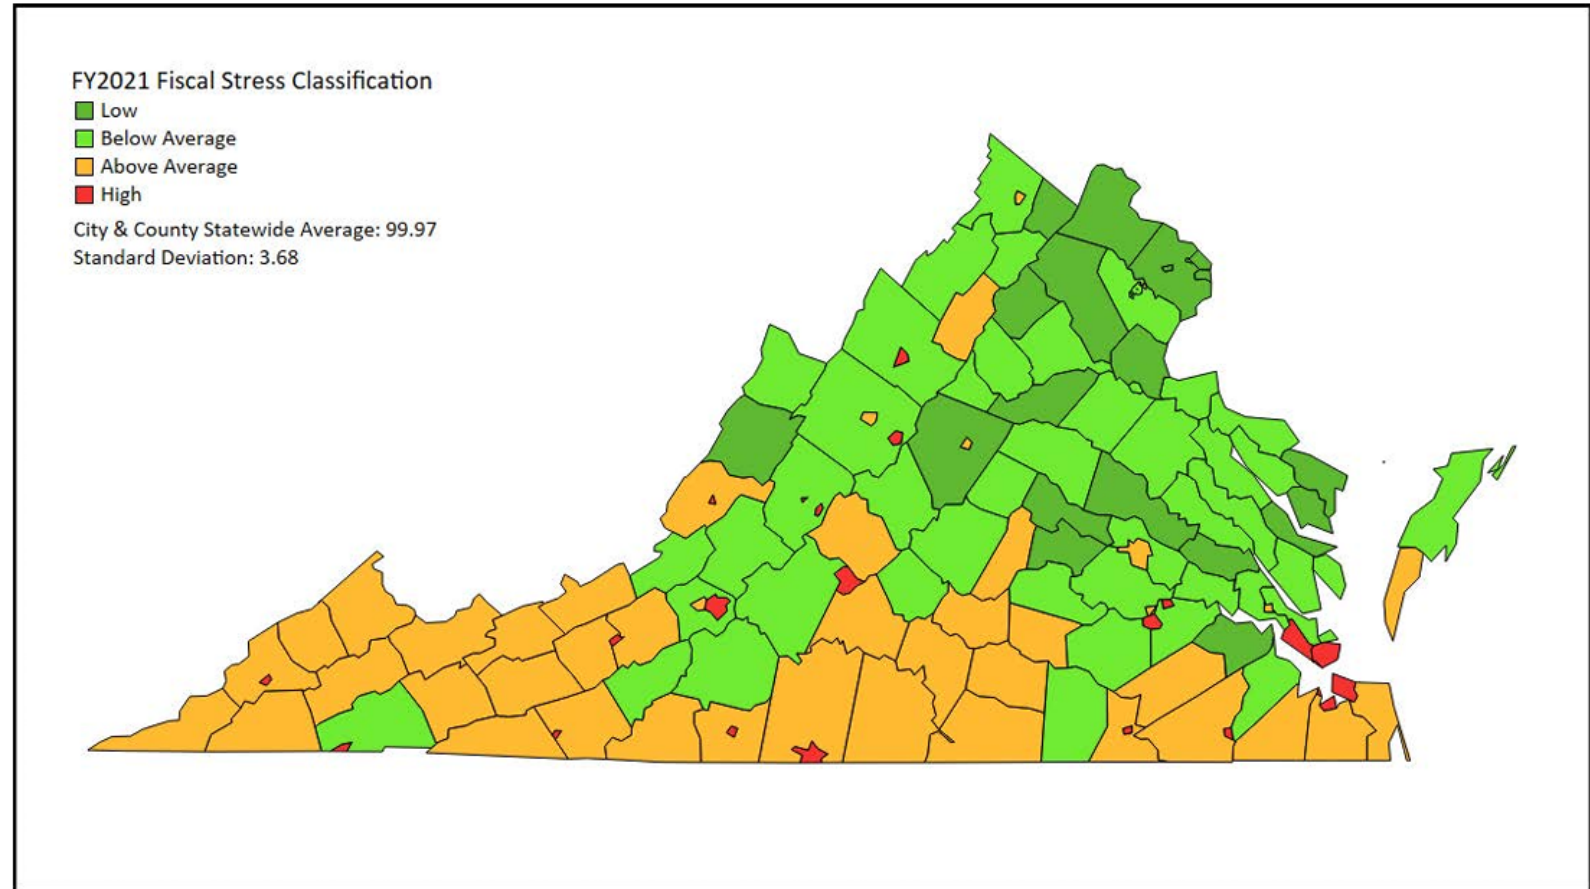 FY2021 Fiscal Stress Classification
Low
Below Average
Above Average
High
City & County Statewide Average: 99.97
Standard Deviation: 3.68